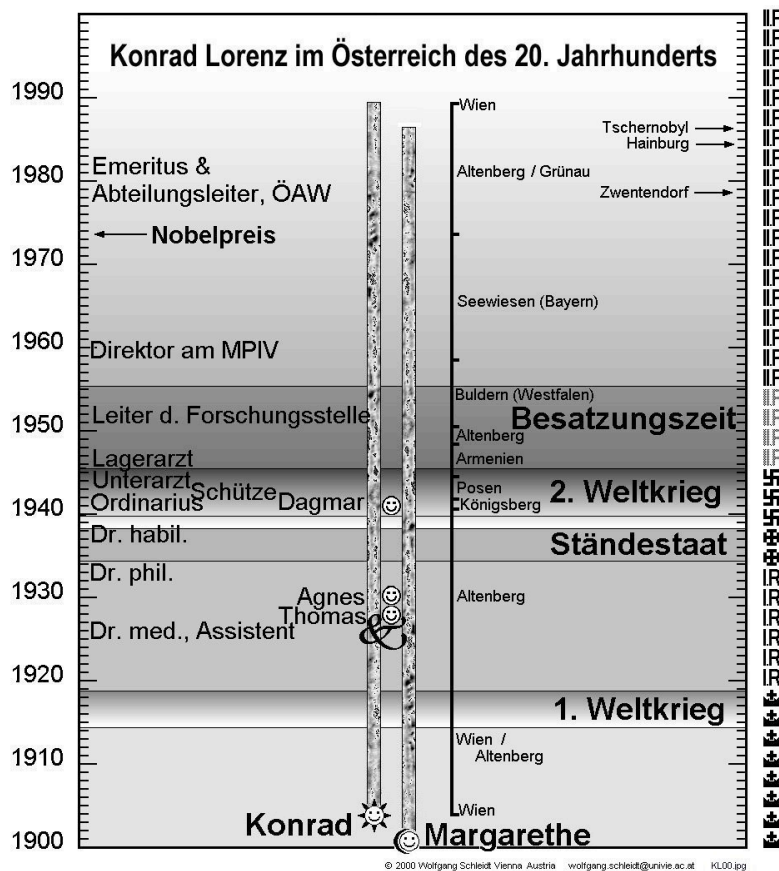 Konrad Lorenz im Österreich des 20. Jahrhunderts
1990
Wien
Tschernobyl
Hainburg
Emeritus &
Abteilungsleiter, ÖAW
Altenberg / Grünau
1980
Zwentendorf
Nobelpreis
1970
Seewiesen (Bayern)
1960
Direktor am MPIV
Buldern (Westfalen)
Leiter d. Forschungsstelle
Besatzungszeit
1950
Altenberg
Lagerarzt
Armenien
Unterarzt
Schütze
Posen
2. Weltkrieg
Ordinarius
Dagmar
Königsberg
1940
Dr. habil.
Ständestaat
Dr. phil.
1930
Agnes
Altenberg
Thomas
&
Dr. med., Assistent
1920
1. Weltkrieg
Wien /
Altenberg
1910
Wien
Konrad
Margarethe
1900
© 2000 Wolfgang Schleidt Vienna Austria wolfgang.schleidt@univie.ac.at KL00.jpg